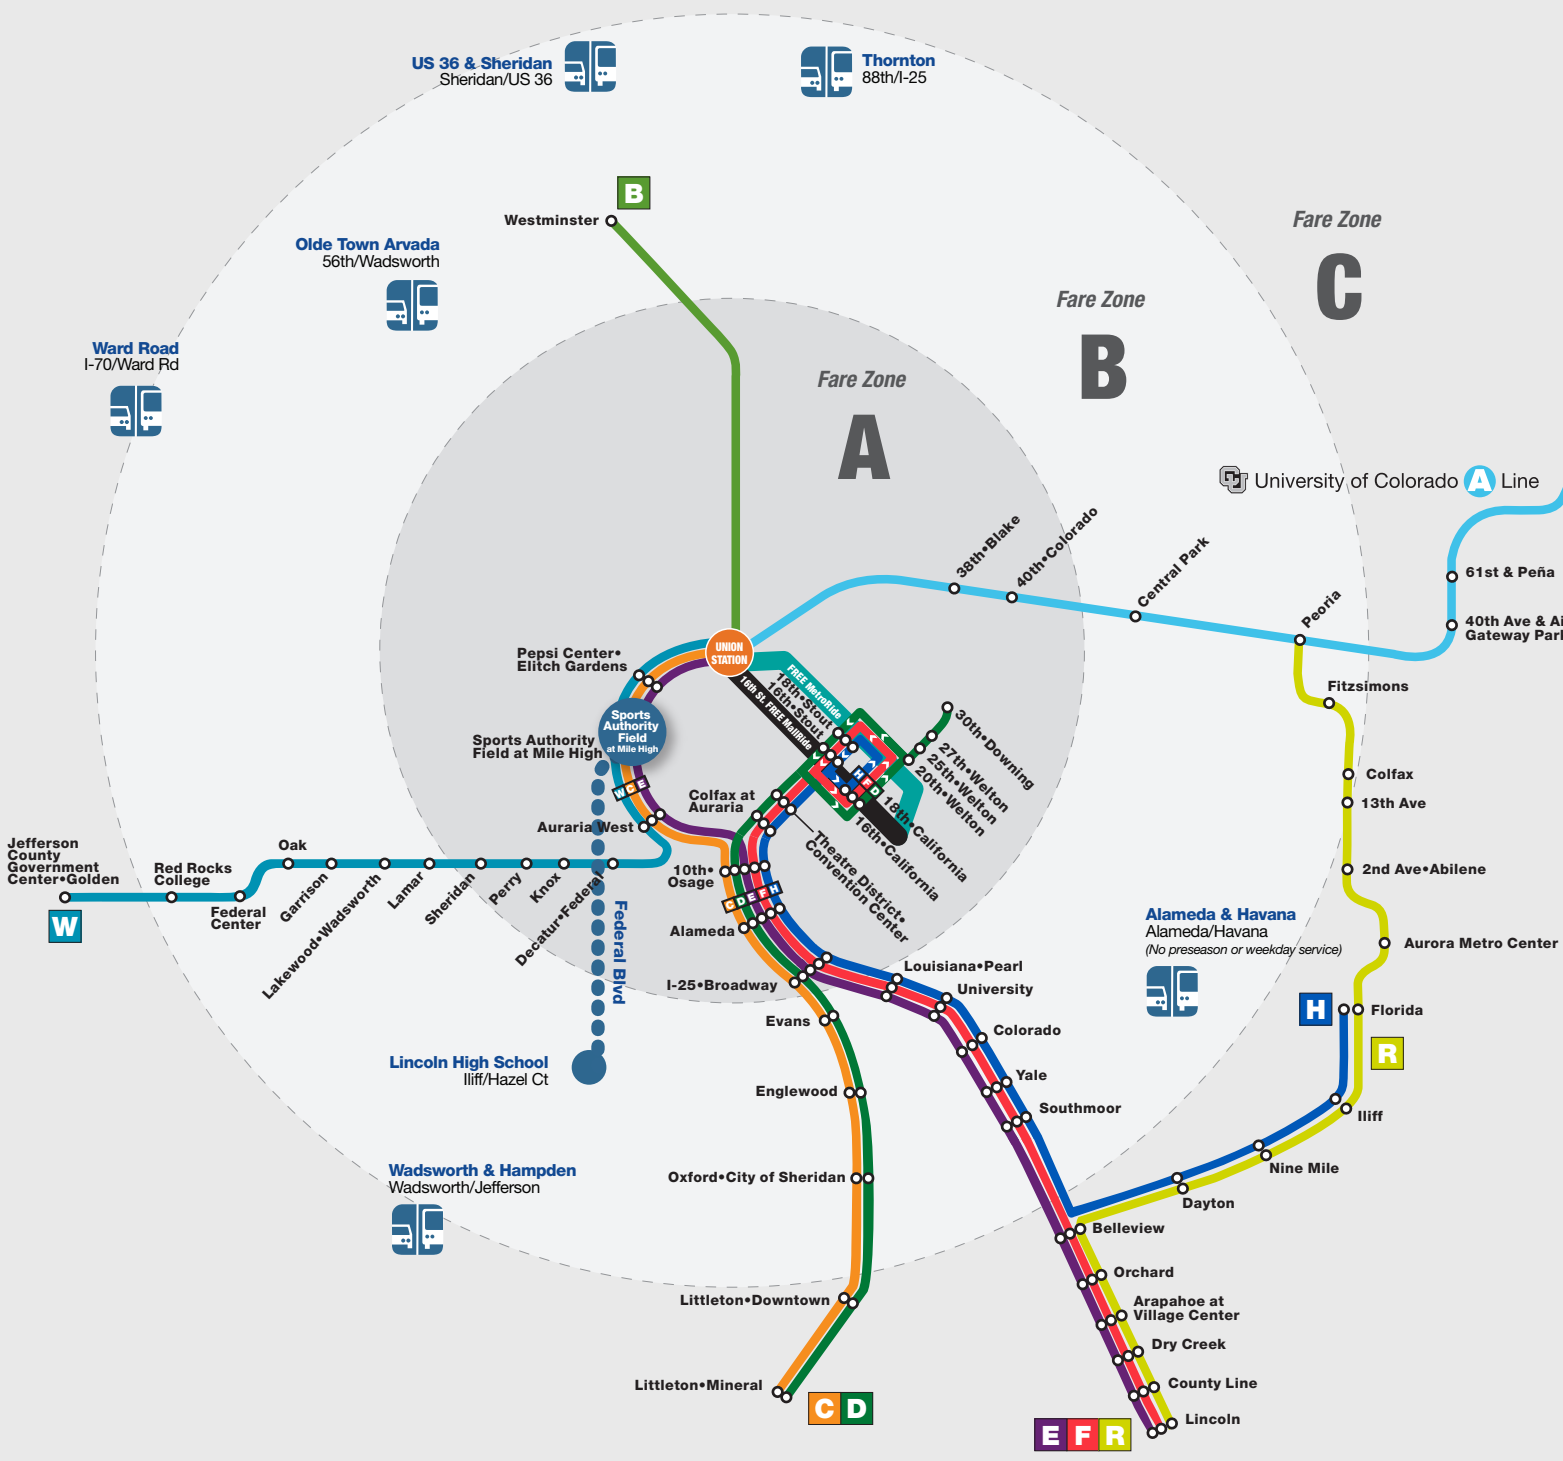 US 36 & Sheridan
Sheridan/US 36
Thornton
88th/I-25
B
Westminster
Olde Town Arvada
56th/Wadsworth
Ward Road
I-70/Ward Rd
Fare Zone
C
Fare Zone
B
Fare Zone
A
CU University of Colorado A Line
38th•Blake
40th•Colorado
Central Park
Peoria
61st & Peña
40th Ave & Ai
Gateway Par
UNION
STATION
Pepsi Center•
Elitch Gardens
FREE MetroRide
16th St. FREE MallRide
18th•Stout
16th•Stout
Sports
Authority
Field
at Mile High
Sports Authority
Field at Mile High
W C E
30th•Downing
27th•Welton
25th•Welton
20th•Welton
H F D
18th•California
16th•California
Colfax at
Auraria
Theatre District•
Convention Center
Auraria West
10th•
Osage
C D E F H
Alameda
I-25•Broadway
Fitzsimons
Colfax
13th Ave
2nd Ave•Abilene
Aurora Metro Center
Florida
H
R
Iliff
Nine Mile
Dayton
Jefferson
County
Government
Center•Golden
W
Red Rocks
College
Federal
Center
Oak
Garrison
Lakewood•Wadsworth
Lamar
Sheridan
Perry
Knox
Decatur•Federal
Federal Blvd
Lincoln High School
Iliff/Hazel Ct
Alameda & Havana
Alameda/Havana
(No preseason or weekday service)
Louisiana•Pearl
University
Colorado
Yale
Southmoor
Evans
Englewood
Oxford•City of Sheridan
Wadsworth & Hampden
Wadsworth/Jefferson
Littleton•Downtown
Littleton•Mineral
C D
Belleview
Orchard
Arapahoe at
Village Center
Dry Creek
County Line
Lincoln
E F R